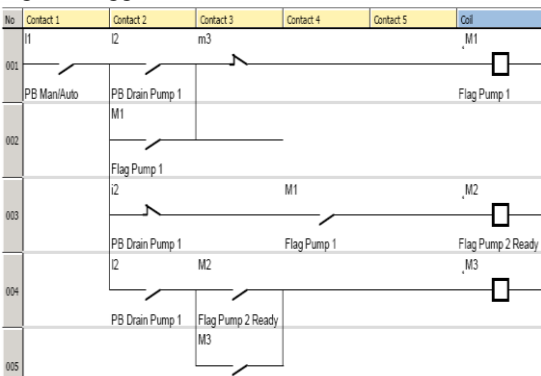 No Contact 1 Contact 2 Contact 3 Contact 4 Contact 5 Coil
I1 I2 m3 M1
001
PB Man/Auto PB Drain Pump 1 Flag Pump 1
M1
002
Flag Pump 1
i2 M1 M2
003
PB Drain Pump 1 Flag Pump 1 Flag Pump 2 Ready
I2 M2 M3
004
PB Drain Pump 1 Flag Pump 2 Ready
M3
005